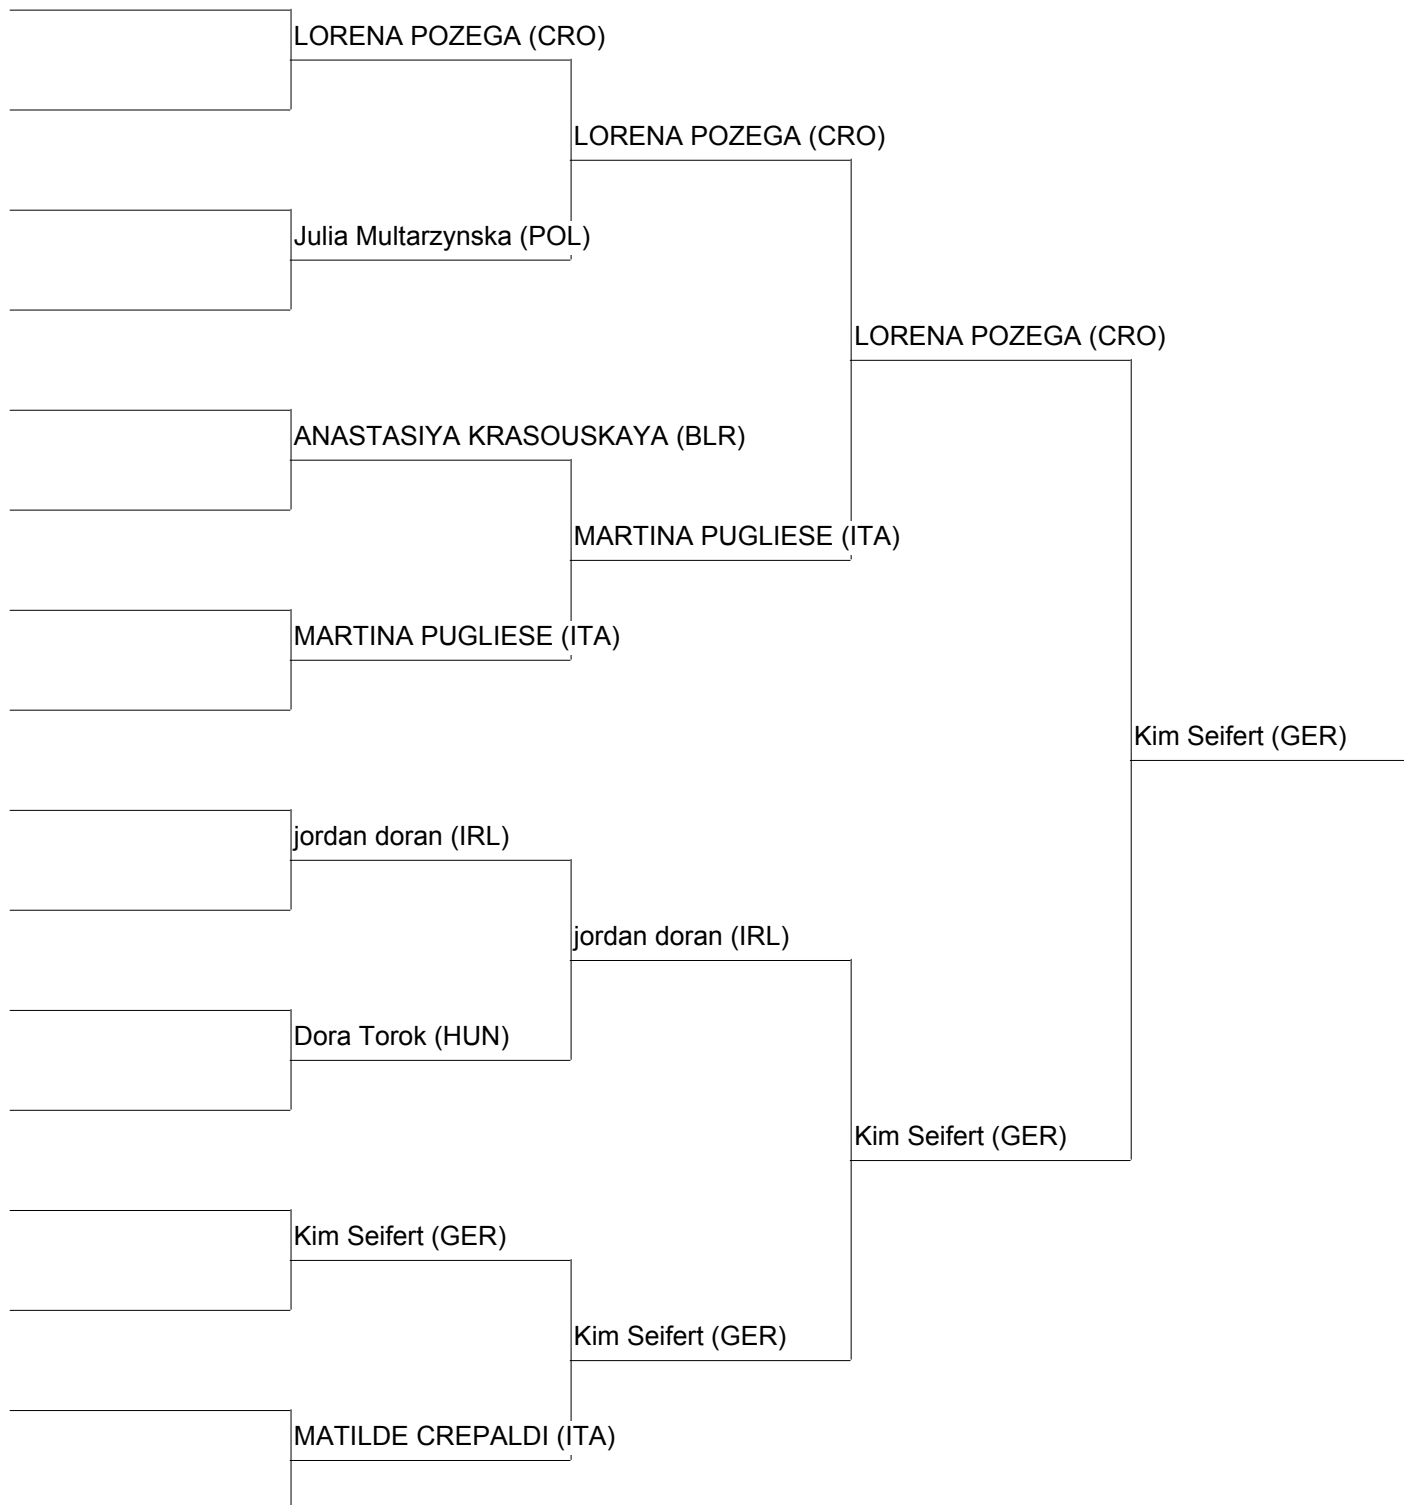 LORENA POZEGA (CRO)
LORENA POZEGA (CRO)
Julia Multarzynska (POL)
LORENA POZEGA (CRO)
ANASTASIYA KRASOUSKAYA (BLR)
MARTINA PUGLIESE (ITA)
MARTINA PUGLIESE (ITA)
Kim Seifert (GER)
jordan doran (IRL)
jordan doran (IRL)
Dora Torok (HUN)
Kim Seifert (GER)
Kim Seifert (GER)
Kim Seifert (GER)
MATILDE CREPALDI (ITA)